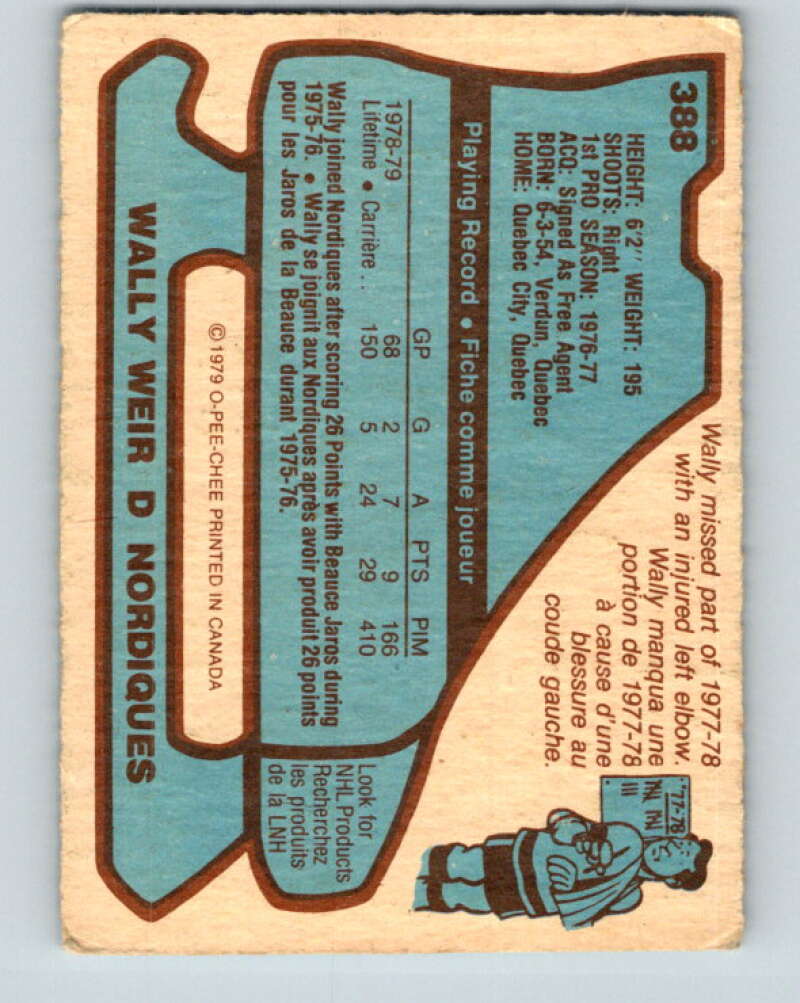 388
HEIGHT: 6'2'' WEIGHT: 195
SHOOTS: Right
1st PRO SEASON: 1976-77
ACQ: Signed As Free Agent
BORN: 6-3-54, Verdun, Quebec
HOME: Quebec City, Quebec
Wally missed part of 1977-78
with an injured left elbow.
Wally manqua une
portion de 1977-78
à cause d'une
blessure au
coude gauche.
'77-'78
Playing Record • Fiche comme joueur
GP G A PTS PIM
1978-79 68 2 7 9 166
Lifetime • Carrière . . 150 5 24 29 410
Wally joined Nordiques after scoring 26 Points with Beauce Jaros during
1975-76. • Wally se joignit aux Nordiques après avoir produit 26 points
pour les Jaros de la Beauce durant 1975-76.
Look for
NHL Products
Recherchez
les produits
de la LNH
© 1979 O-PEE-CHEE PRINTED IN CANADA
WALLY WEIR D NORDIQUES